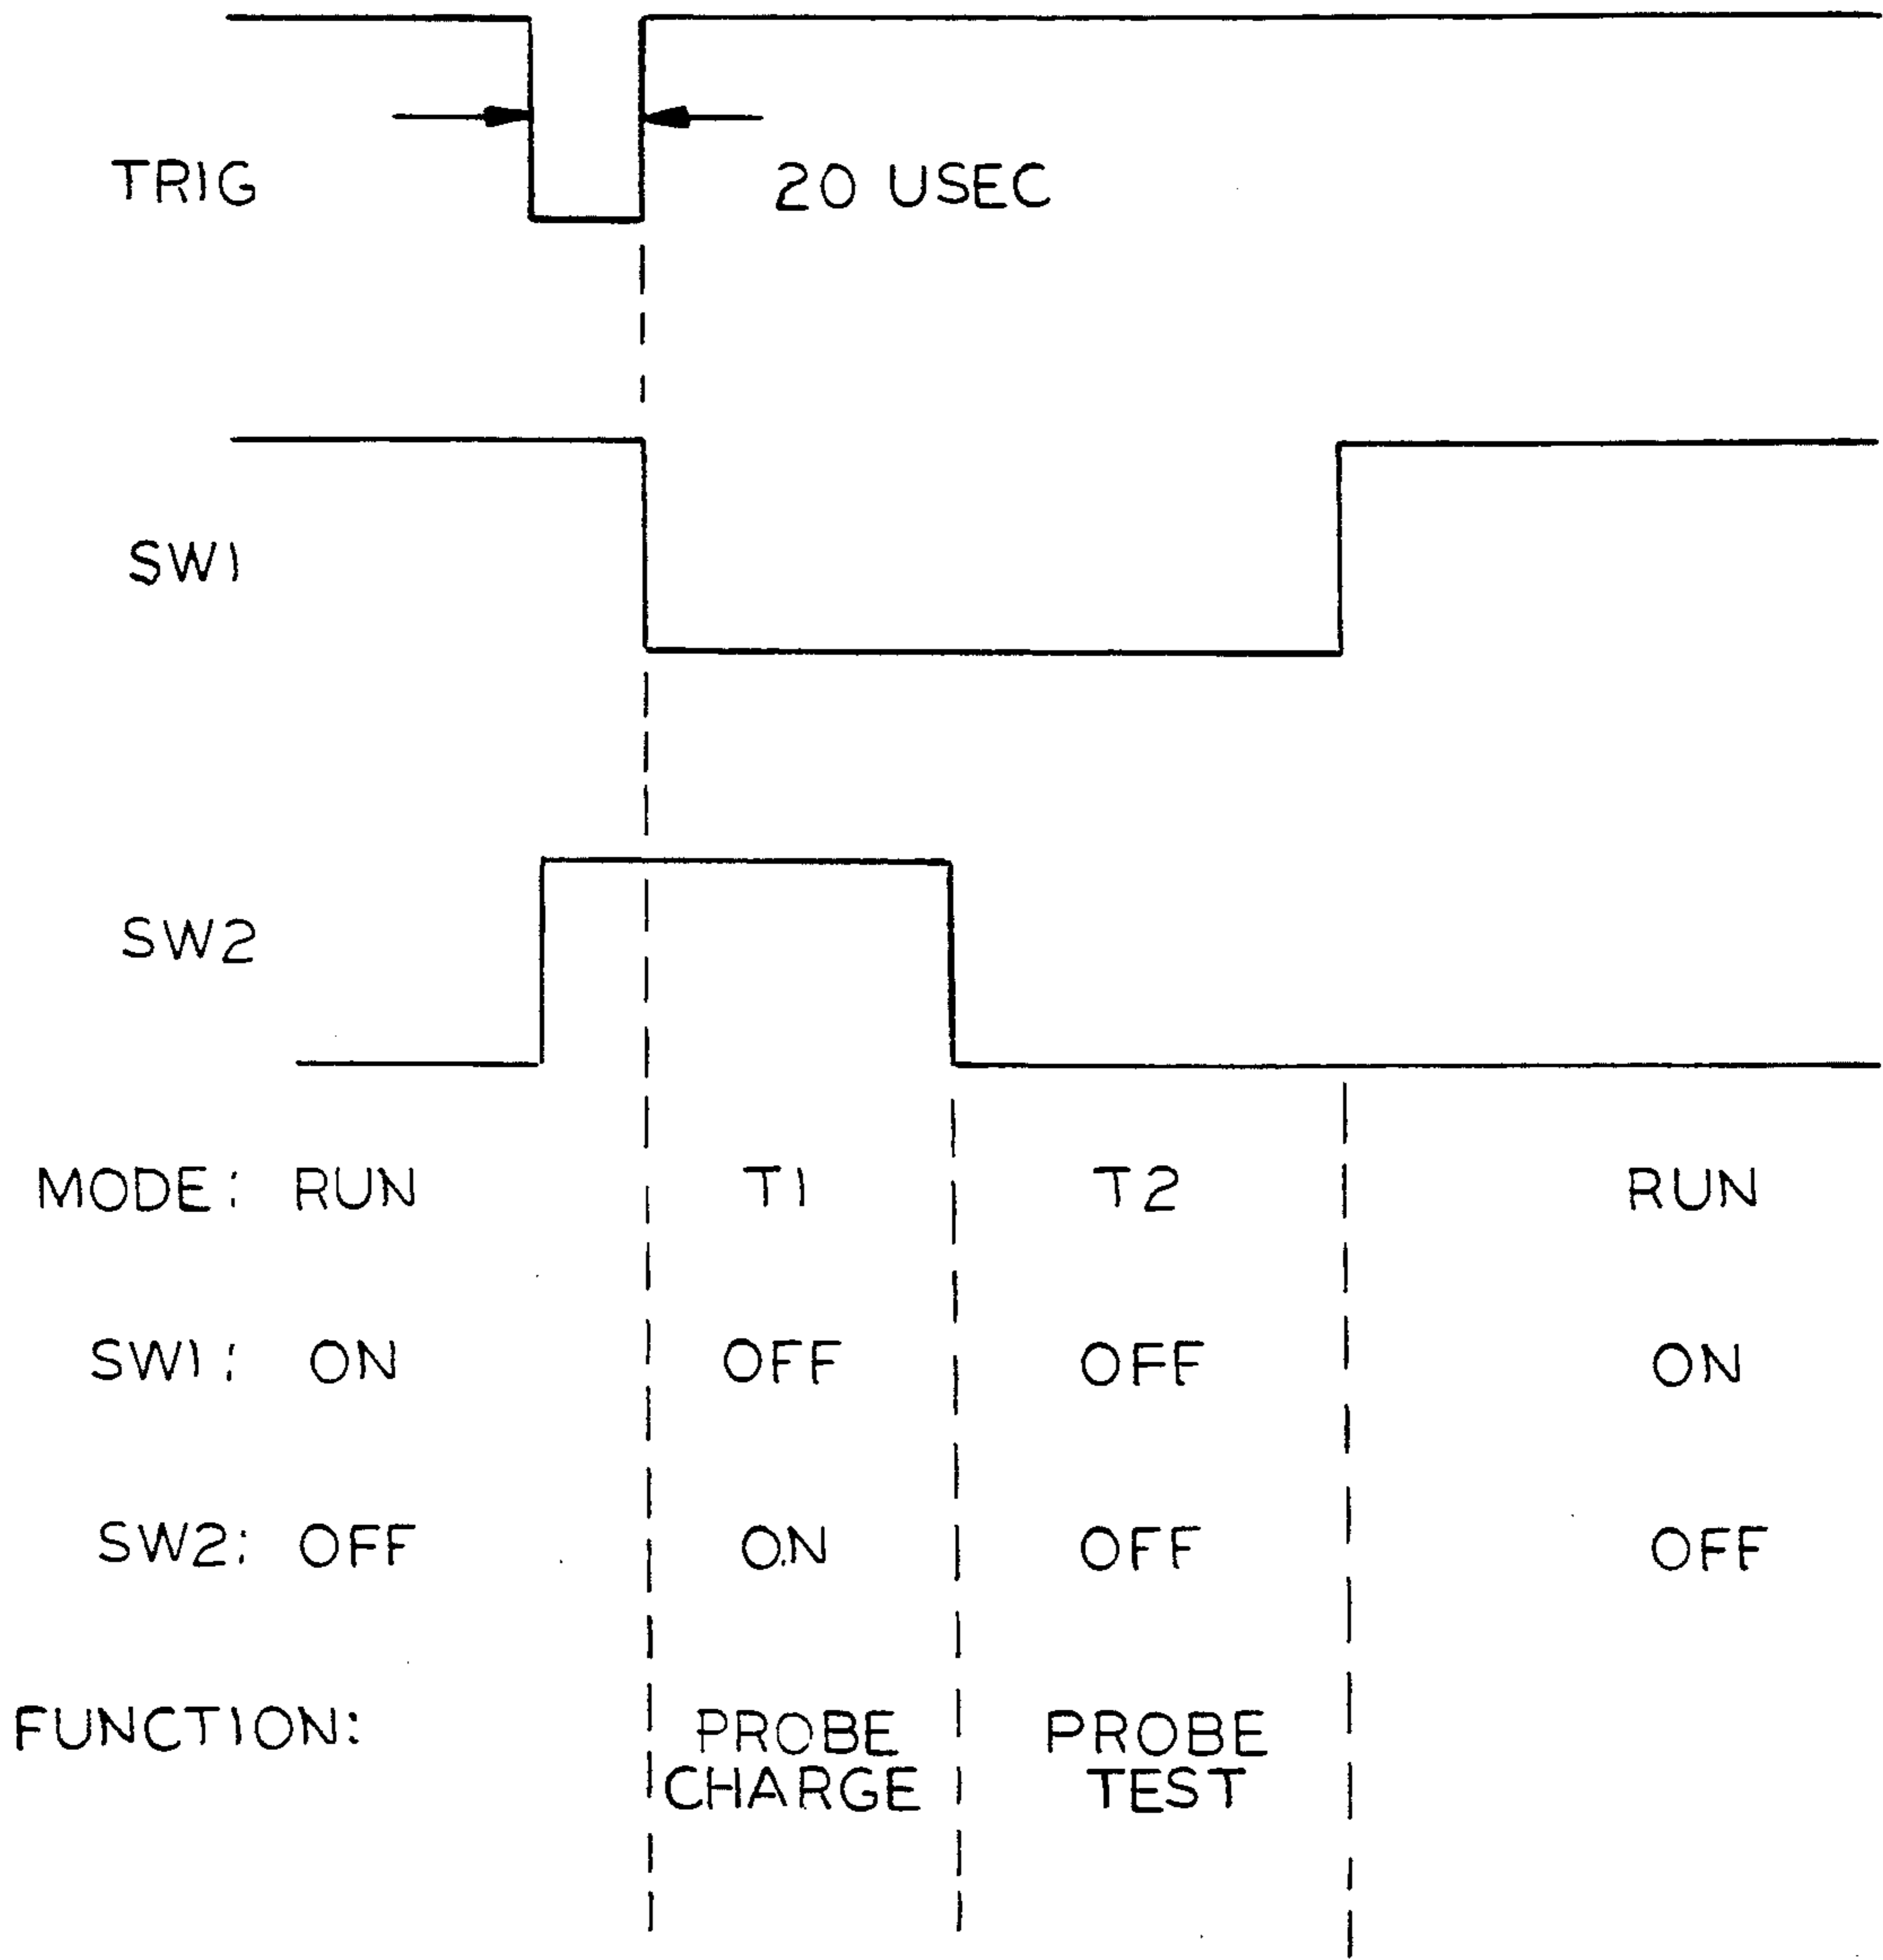 TRIG 20 USEC
SW1
SW2
MODE: RUN T1 T2 RUN
SW1: ON OFF OFF ON
SW2: OFF ON OFF OFF
FUNCTION: PROBE PROBE
CHARGE TEST